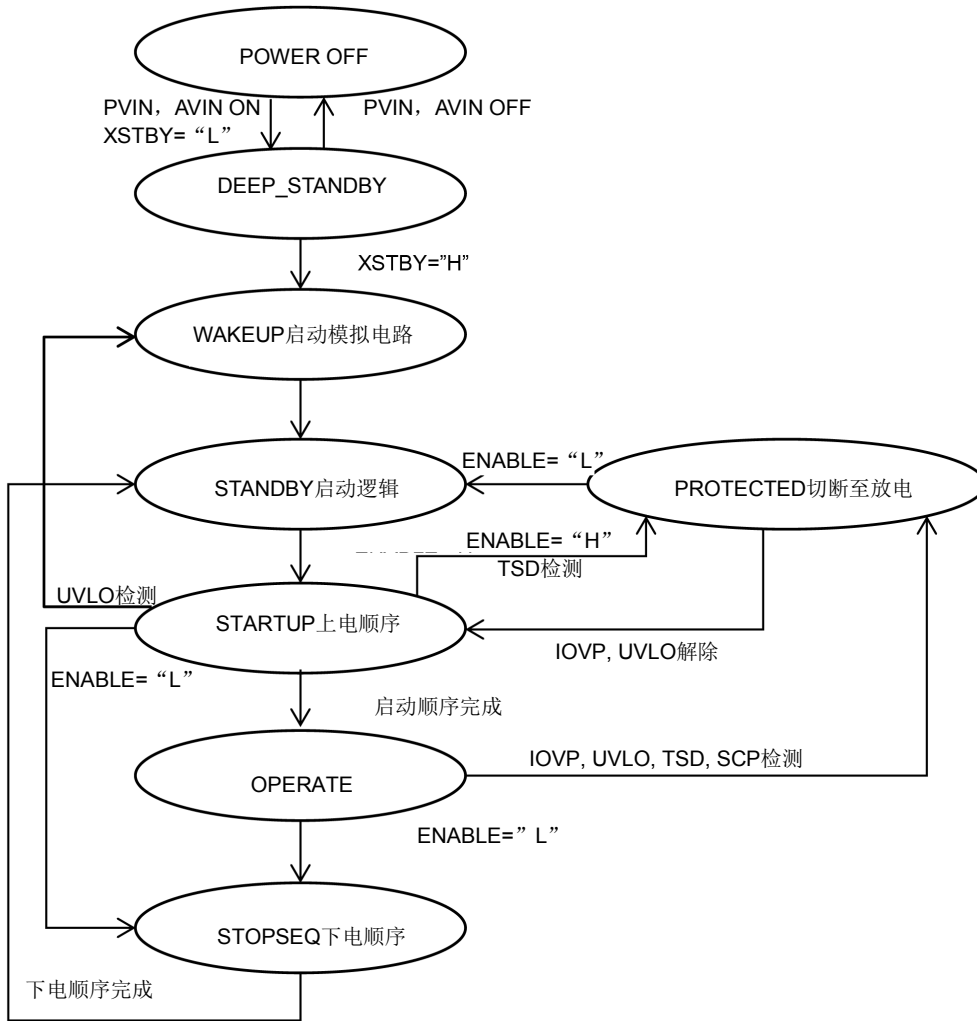 POWER OFF
PVIN，AVIN ON
XSTBY=“L”
PVIN，AVIN OFF
DEEP_STANDBY
XSTBY=”H”
WAKEUP启动模拟电路
ENABLE=“L”
STANDBY启动逻辑
PROTECTED切断至放电
ENABLE=“H”
TSD检测
UVLO检测
STARTUP上电顺序
IOVP, UVLO解除
ENABLE=“L”
启动顺序完成
IOVP, UVLO, TSD, SCP检测
OPERATE
ENABLE=” L”
STOPSEQ下电顺序
下电顺序完成